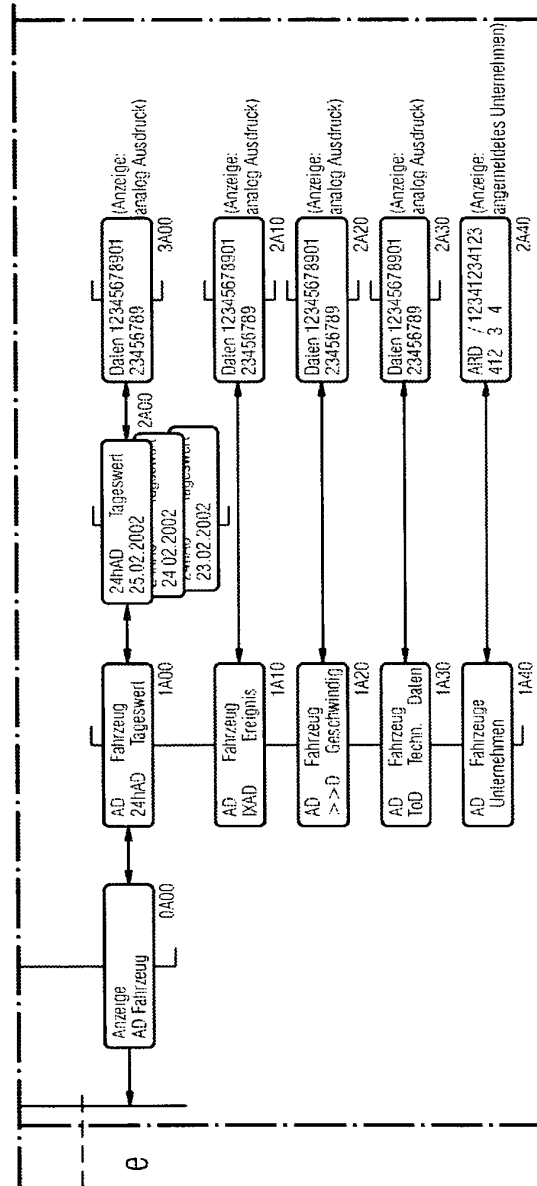 e
Anzeige
AD Fahrzeug
0A00
AD Fahrzeug
24hAD Tageswert
1A00
24hAD Tageswert
25.02.2002
2A00
24.02.2002
23.02.2002
Daten 12345678901
23456789
3A00
(Anzeige:
analog Ausdruck)
AD Fahrzeug
IXAD Ereignis
1A10
Daten 12345678901
23456789
2A10
(Anzeige:
analog Ausdruck)
AD Fahrzeug
>>D Geschwindig
1A20
Daten 12345678901
23456789
2A20
(Anzeige:
analog Ausdruck)
AD Fahrzeug
ToD Techn. Daten
1A30
Daten 12345678901
23456789
2A30
(Anzeige:
analog Ausdruck)
AD Fahrzeuge
Unternehmen
1A40
ARD / 12341234123
412 3 4
2A40
(Anzeige:
angemeldetes Unternehmen)